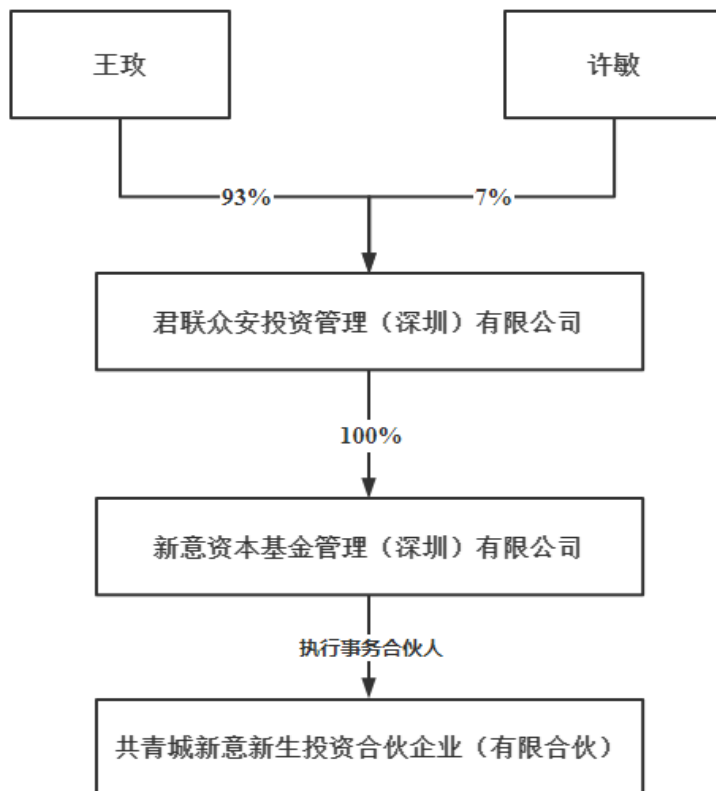 王玫
许敏
93%
7%
君联众安投资管理（深圳）有限公司
100%
新意资本基金管理（深圳）有限公司
执行事务合伙人
共青城新意新生投资合伙企业（有限合伙）